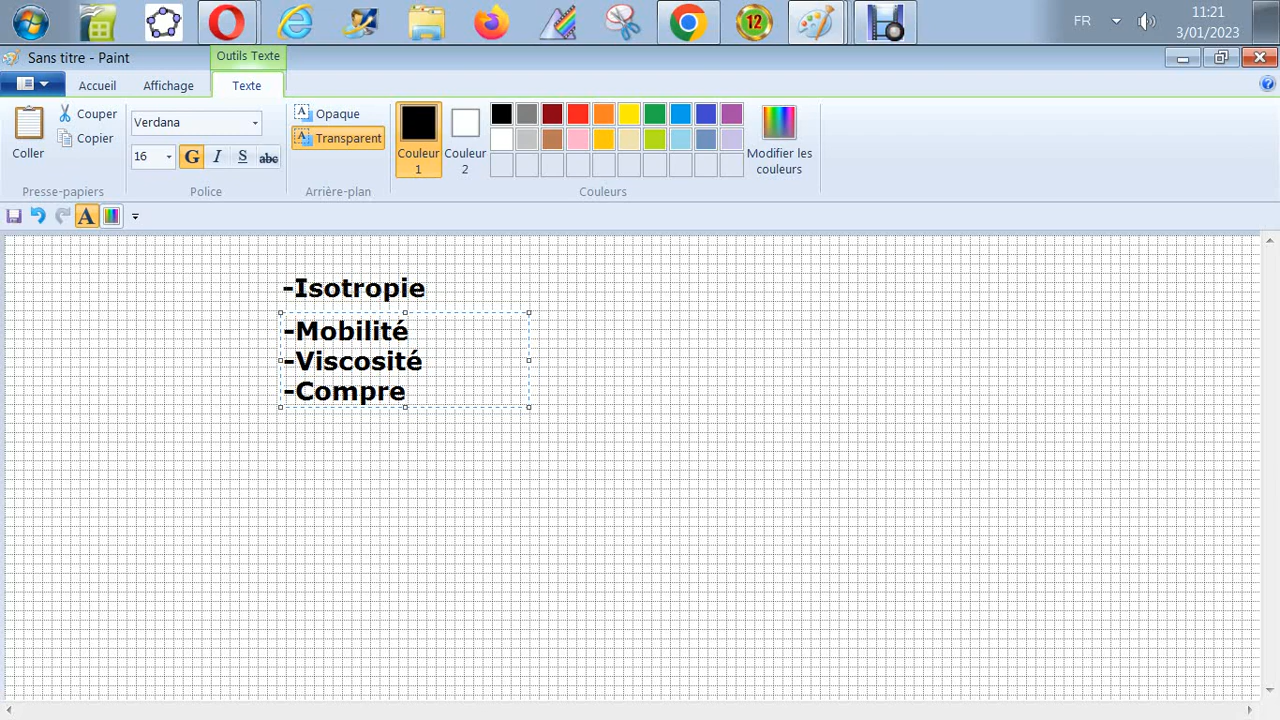 FR
11:21
3/01/2023
12
Sans titre - Paint
Outils Texte
Accueil
Affichage
Texte
Coller
Couper
Copier
Presse-papiers
Verdana
16
G I S abc
Police
Opaque
Transparent
Arrière-plan
Couleur 1
Couleur 2
Modifier les couleurs
Couleurs
A
-Isotropie
-Mobilité
-Viscosité
-Compre